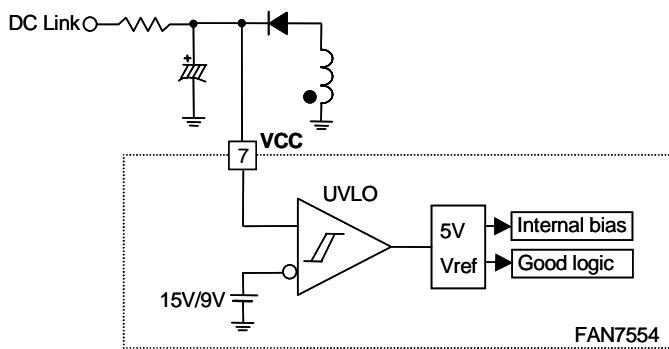 DC Link
+
VCC
7
UVLO
5V
Vref
Internal bias
Good logic
15V/9V
FAN7554